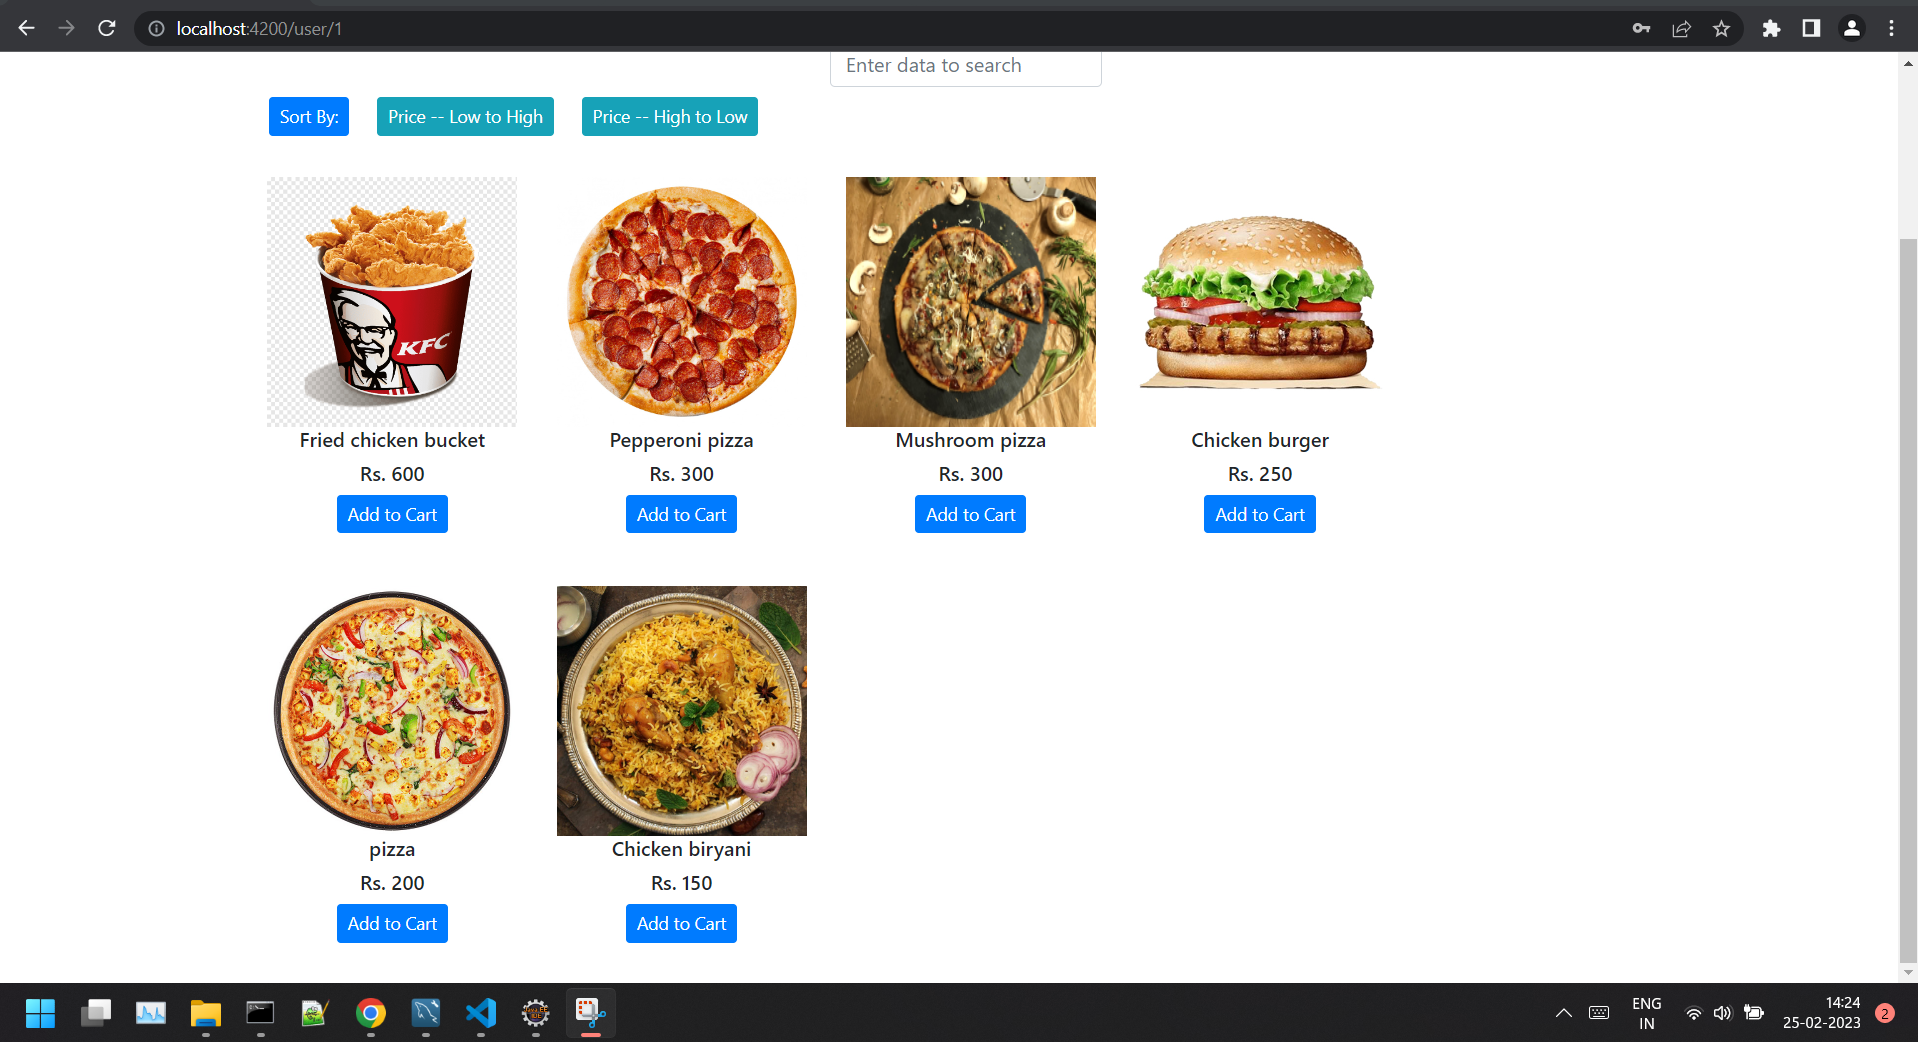 localhost:4200/user/1
Enter data to search
Sort By:
Price -- Low to High
Price -- High to Low
KFC
Fried chicken bucket
Pepperoni pizza
Mushroom pizza
Chicken burger
Rs. 600
Rs. 300
Rs. 300
Rs. 250
Add to Cart
Add to Cart
Add to Cart
Add to Cart
pizza
Chicken biryani
Rs. 200
Rs. 150
Add to Cart
Add to Cart
ENG
IN
14:24
25-02-2023
2